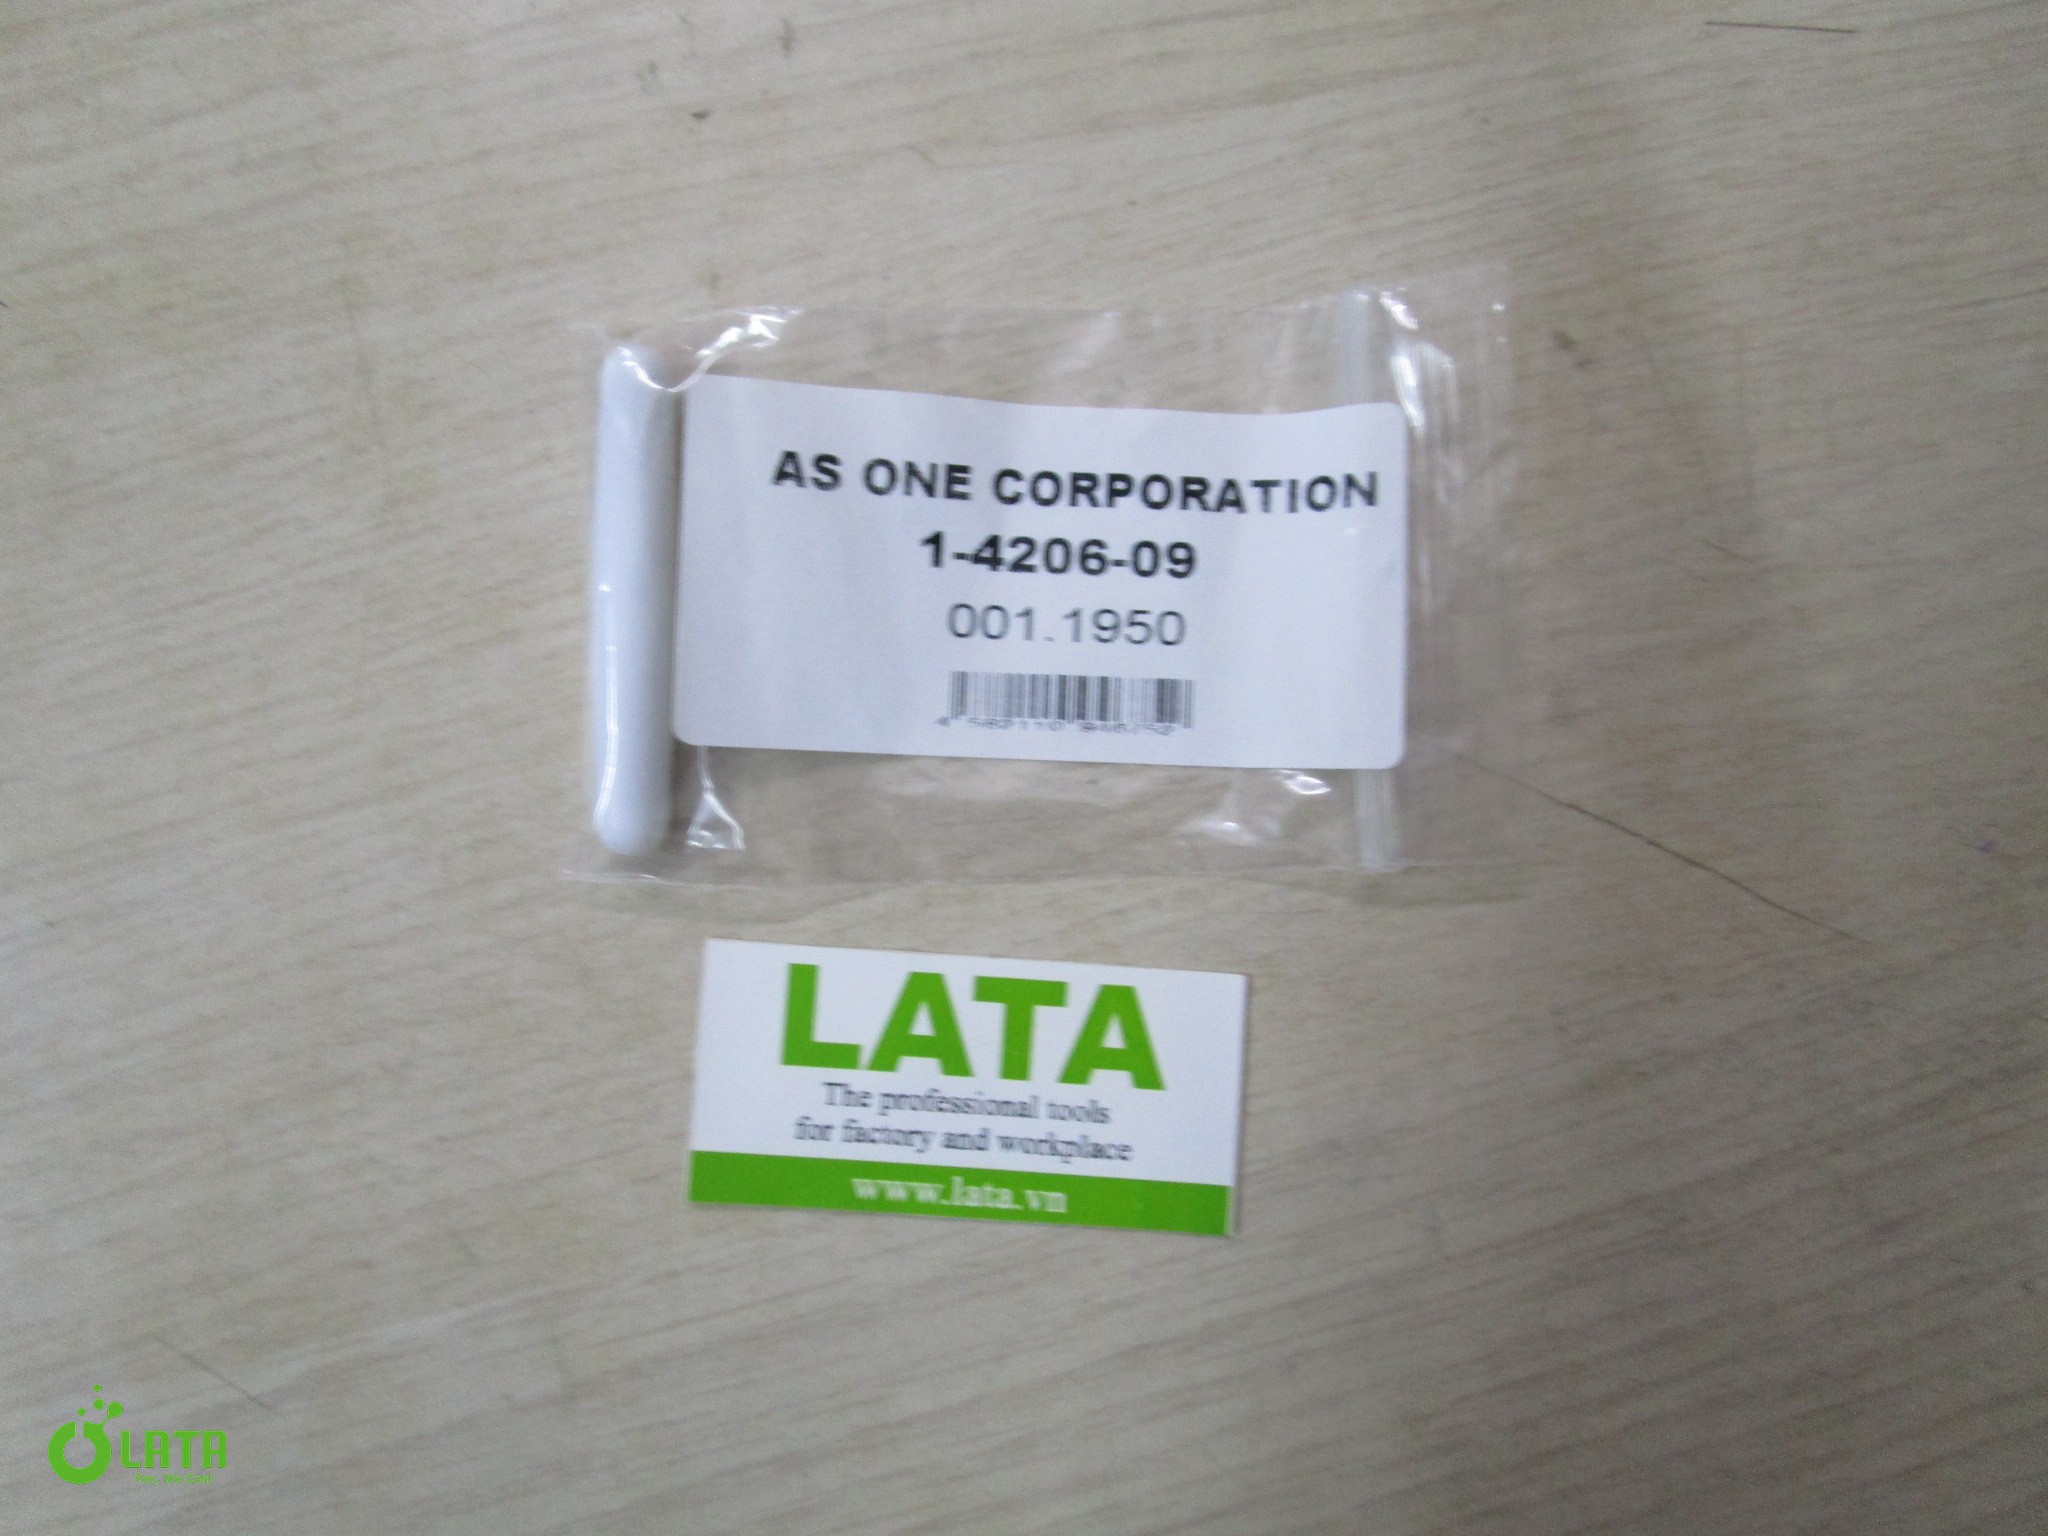 AS ONE CORPORATION
1-4206-09
001.1950
LATA
The professional tools
for factory and workplace
www.lata.vn
LATA